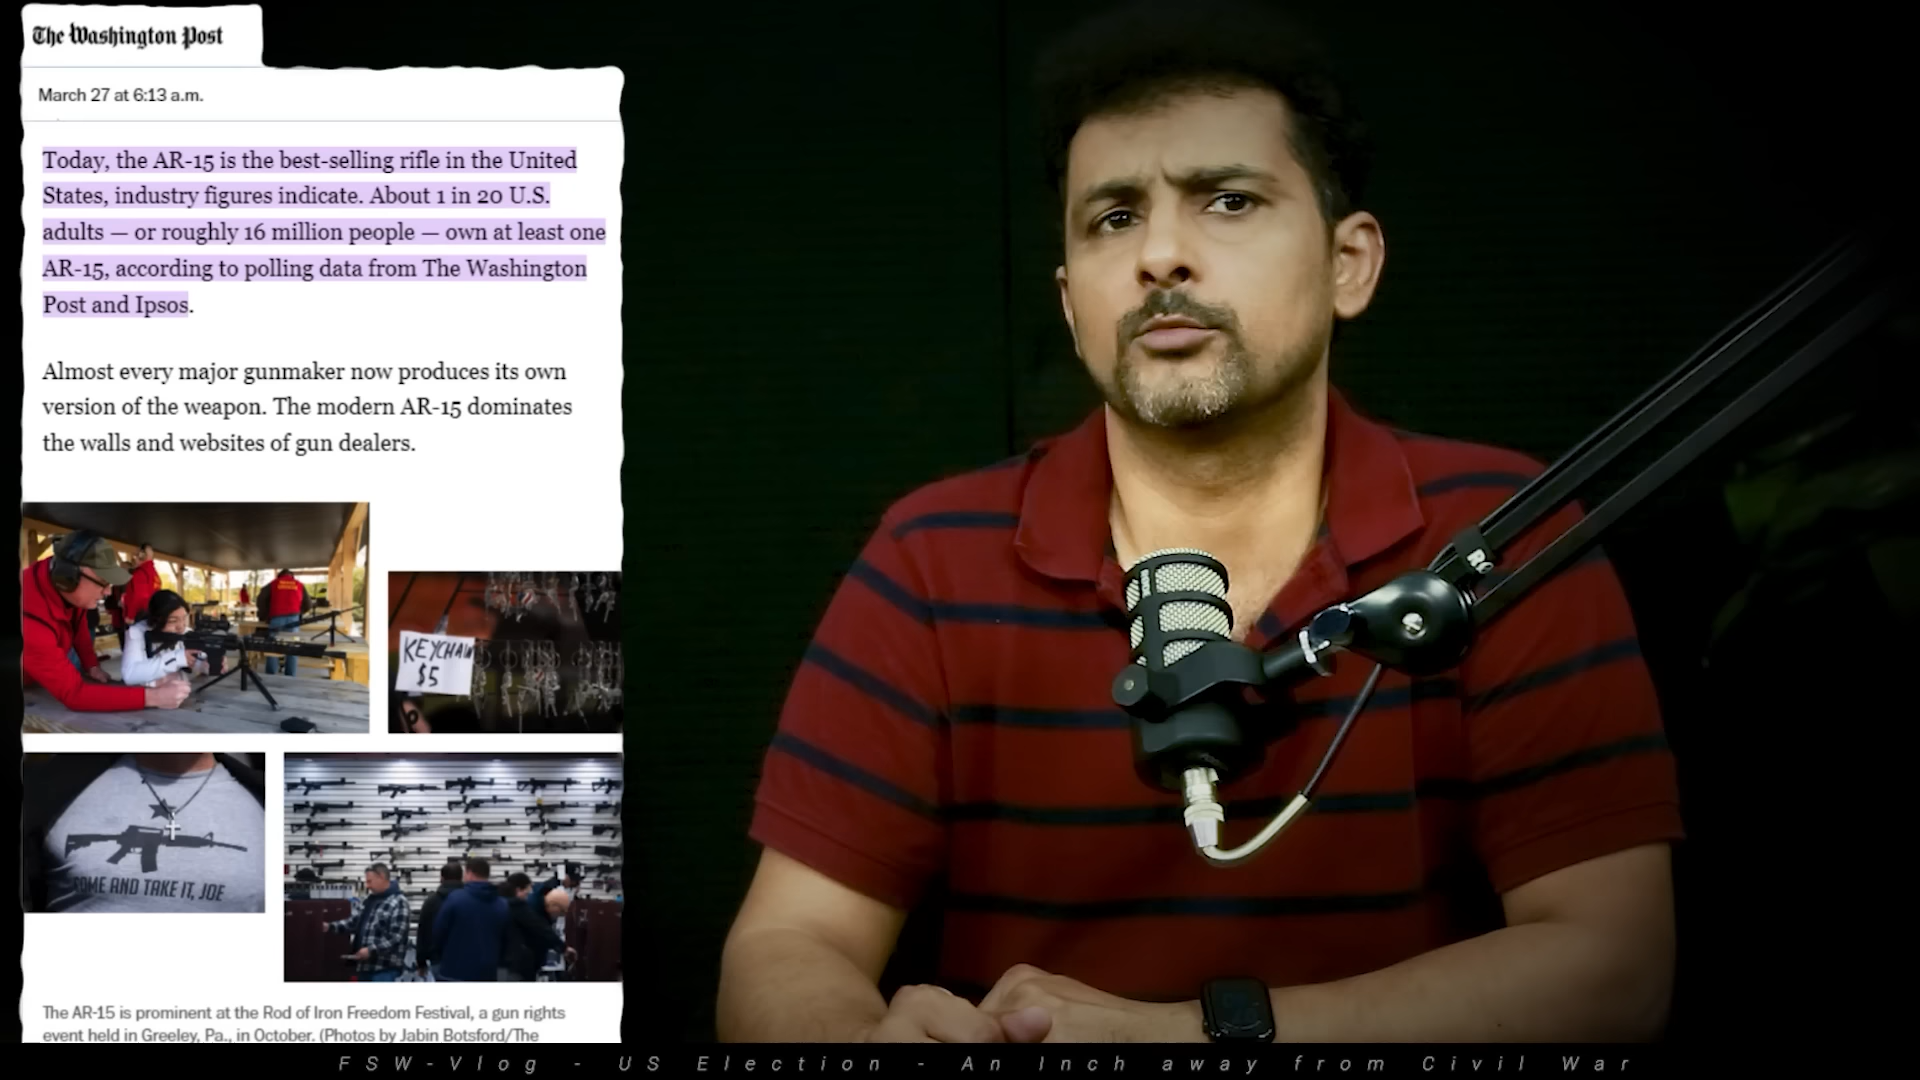 The Washington Post
March 27 at 6:13 a.m.
Today, the AR-15 is the best-selling rifle in the United
States, industry figures indicate. About 1 in 20 U.S.
adults — or roughly 16 million people — own at least one
AR-15, according to polling data from The Washington
Post and Ipsos.
Almost every major gunmaker now produces its own
version of the weapon. The modern AR-15 dominates
the walls and websites of gun dealers.
KEYCHAIN
$5
COME AND TAKE IT, JOE
The AR-15 is prominent at the Rod of Iron Freedom Festival, a gun rights
event held in Greeley, Pa., in October. (Photos by Jabin Botsford/The
FSW-Vlog - US Election - An Inch away from Civil War